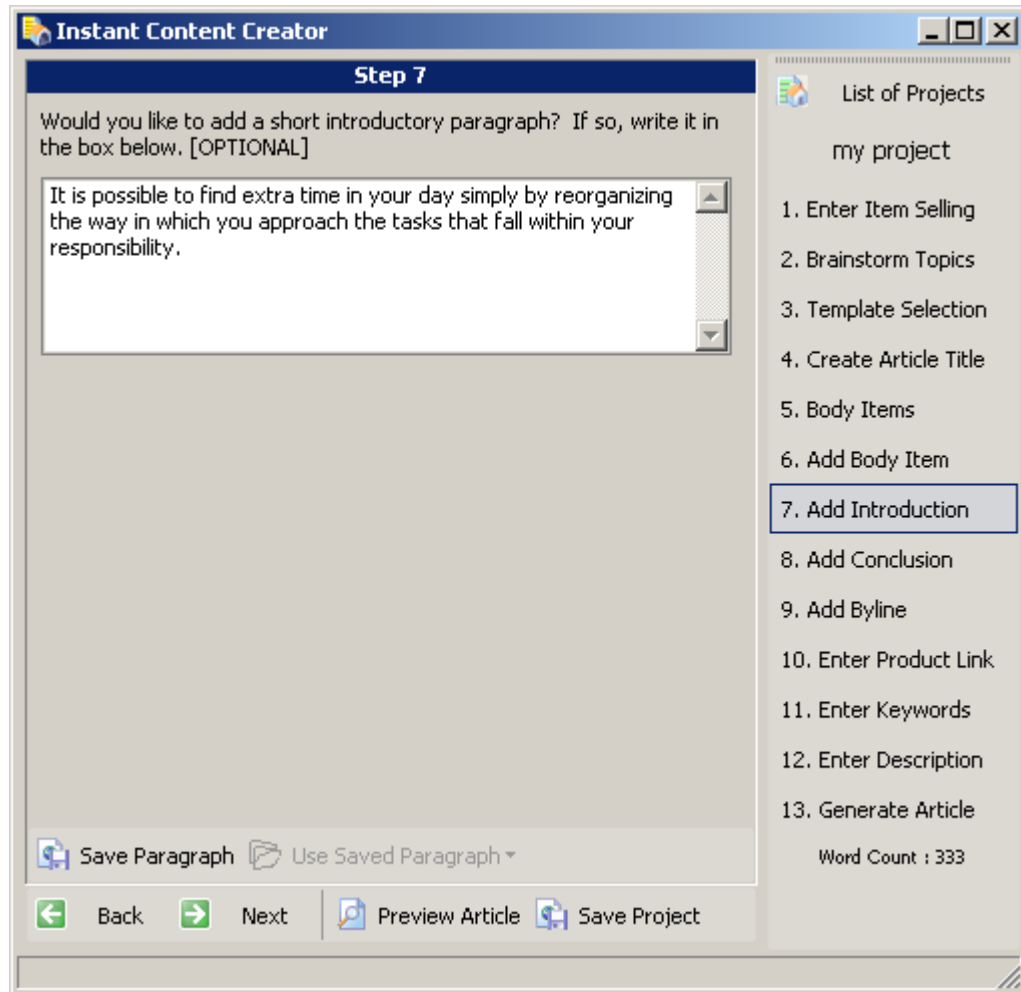 Instant Content Creator
Step 7
Would you like to add a short introductory paragraph?  If so, write it in
the box below. [OPTIONAL]
It is possible to find extra time in your day simply by reorganizing
the way in which you approach the tasks that fall within your
responsibility.
Save Paragraph Use Saved Paragraph
Back Next Preview Article Save Project
List of Projects
my project
1. Enter Item Selling
2. Brainstorm Topics
3. Template Selection
4. Create Article Title
5. Body Items
6. Add Body Item
7. Add Introduction
8. Add Conclusion
9. Add Byline
10. Enter Product Link
11. Enter Keywords
12. Enter Description
13. Generate Article
Word Count : 333